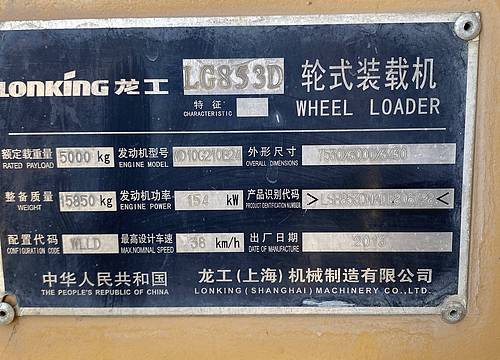 LONKING 龙工 LG853D 轮式装载机
特征
CHARACTERISTIC
WHEEL LOADER
额定载重量 5000 kg 发动机型号 外形尺寸
RATED PAYLOAD ENGINE MODEL OVERALL DIMENSIONS
整备质量 15850 kg 发动机功率 154 kW 产品识别代码 > <
WEIGHT ENGINE POWER PRODUCT IDENTIFICATION NUMBER
配置代码 WLLD 最高设计车速 38 km/h 出厂日期
CONFIGURATION CODE MAX.NOMINAL SPEED DATE OF MANUFACTURE
中华人民共和国 龙工(上海)机械制造有限公司
THE PEOPLE'S REPUBLIC OF CHINA LONKING(SHANGHAI)MACHINERY CO.,LTD.